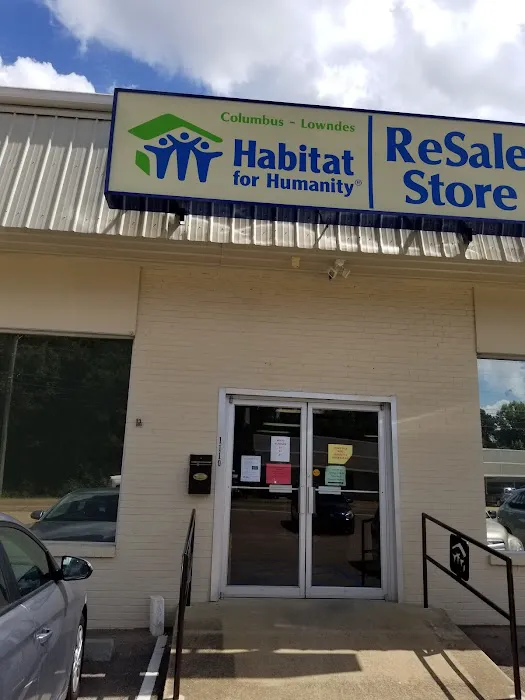 Columbus - Lowndes
Habitat
for Humanity®
ReSale
Store